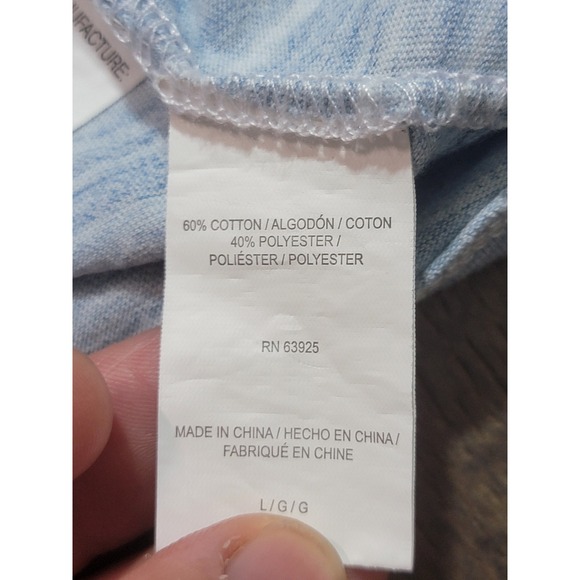 UFACTURE:
60% COTTON / ALGODÓN / COTON
40% POLYESTER /
POLIÉSTER / POLYESTER
RN 63925
MADE IN CHINA / HECHO EN CHINA /
FABRIQUÉ EN CHINE
L / G / G